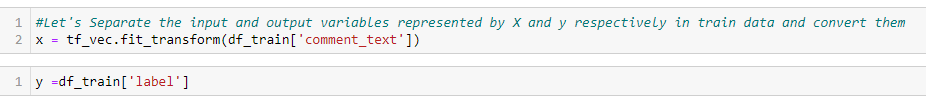 1 #Let's Separate the input and output variables represented by X and y respectively in train data and convert them
2 x = tf_vec.fit_transform(df_train['comment_text'])
1 y =df_train['label']